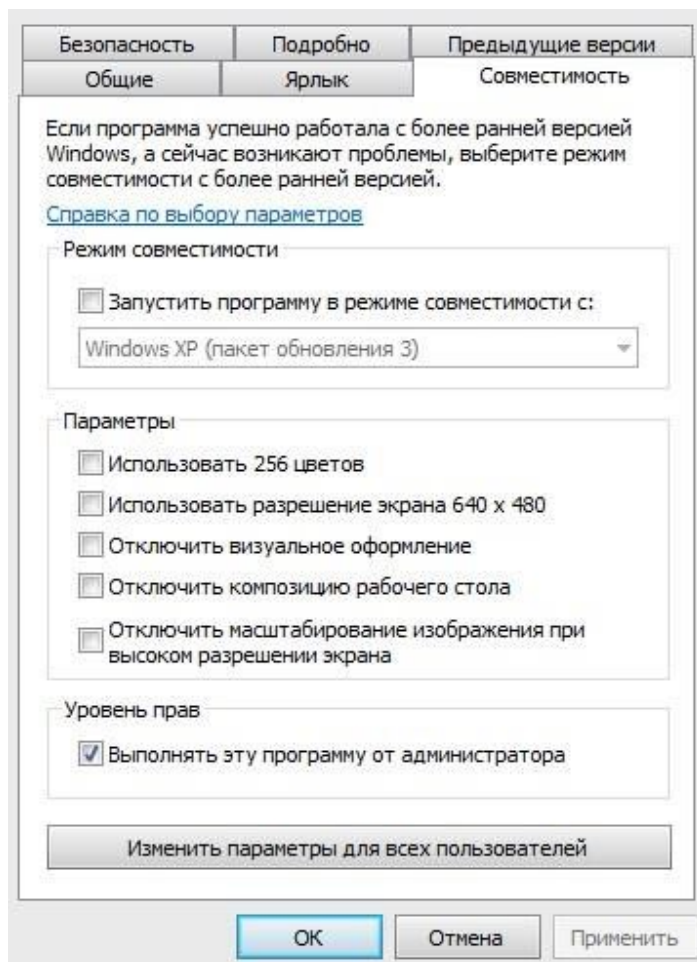 Безопасность
Подробно
Предыдущие версии
Общие
Ярлык
Совместимость
Если программа успешно работала с более ранней версией
Windows, а сейчас возникают проблемы, выберите режим
совместимости с более ранней версией.
Справка по выбору параметров
Режим совместимости
Запустить программу в режиме совместимости с:
Windows XP (пакет обновления 3)
Параметры
Использовать 256 цветов
Использовать разрешение экрана 640 x 480
Отключить визуальное оформление
Отключить композицию рабочего стола
Отключить масштабирование изображения при
высоком разрешении экрана
Уровень прав
Выполнять эту программу от администратора
Изменить параметры для всех пользователей
ОК
Отмена
Применить